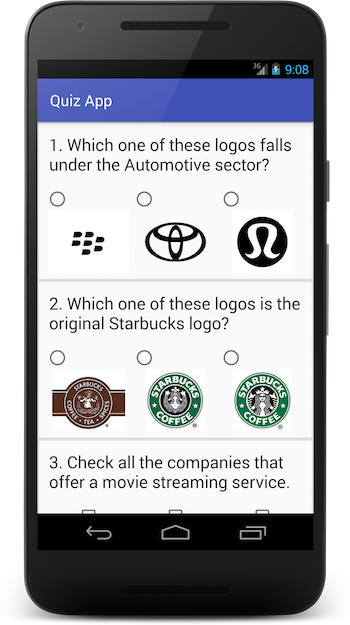 3G
9:08
Quiz App
1. Which one of these logos falls
under the Automotive sector?
2. Which one of these logos is the
original Starbucks logo?
STARBUCKS
COFFEE • TEA • SPICES
STARBUCKS
COFFEE
STARBUCKS
COFFEE
3. Check all the companies that
offer a movie streaming service.